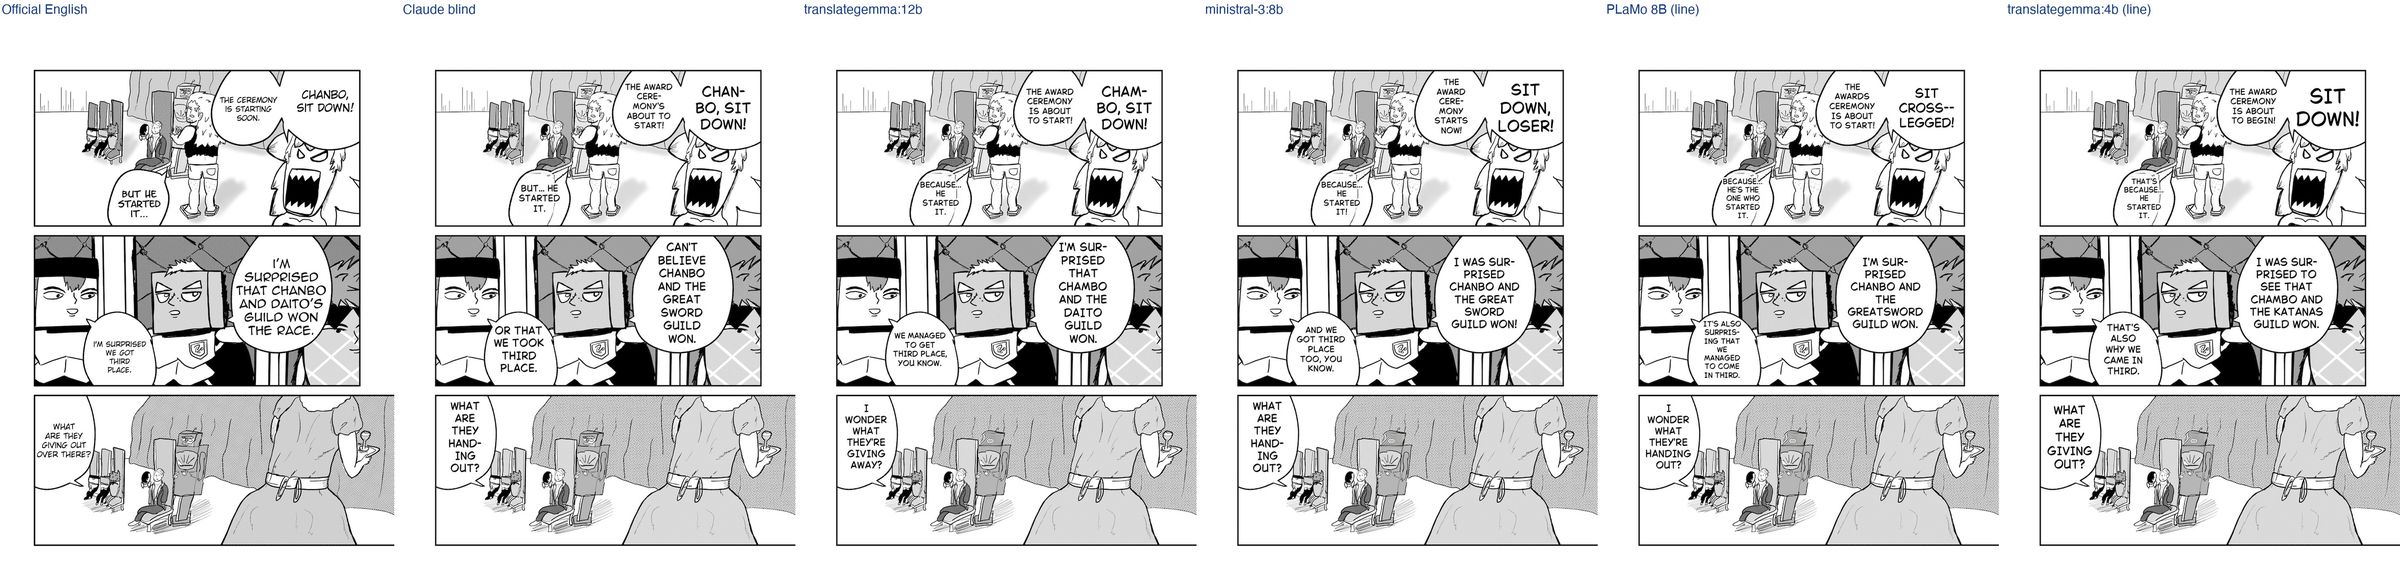 Official English
CHANBO,
SIT DOWN!
THE CEREMONY
IS STARTING
SOON.
BUT HE
STARTED
IT...
I'M
SURPRISED
THAT CHANBO
AND DAITO'S
GUILD WON
THE RACE.
I'M SURPRISED
WE GOT
THIRD
PLACE.
WHAT
ARE THEY
GIVING OUT
OVER THERE?
Claude blind
CHAN-
BO, SIT
DOWN!
THE AWARD
CERE-
MONY'S
ABOUT TO
START!
BUT... HE
STARTED
IT.
CAN'T
BELIEVE
CHANBO
AND THE
GREAT
SWORD
GUILD
WON.
OR THAT
WE TOOK
THIRD
PLACE.
WHAT
ARE
THEY
HAND-
ING
OUT?
translategemma:12b
CHAM-
BO, SIT
DOWN!
THE AWARD
CEREMONY
IS ABOUT
TO START!
BECAUSE...
HE
STARTED
IT.
I'M SUR-
PRISED
THAT
CHAMBO
AND THE
DAITO
GUILD
WON.
WE MANAGED
TO GET
THIRD PLACE,
YOU KNOW.
I
WONDER
WHAT
THEY'RE
GIVING
AWAY?
ministral-3:8b
SIT
DOWN,
LOSER!
THE
AWARD
CERE-
MONY
STARTS
NOW!
BECAUSE...
HE
STARTED
IT!
I WAS SUR-
PRISED
CHANBO AND
THE GREAT
SWORD
GUILD WON!
AND WE
GOT THIRD
PLACE
TOO, YOU
KNOW.
WHAT
ARE
THEY
HAND-
ING
OUT?
PLaMo 8B (line)
SIT
CROSS--
LEGGED!
THE
AWARDS
CEREMONY
IS ABOUT
TO START!
BECAUSE...
HE'S THE
ONE WHO
STARTED
IT.
I'M SUR-
PRISED
CHANBO AND
THE
GREATSWORD
GUILD WON.
IT'S ALSO
SURPRIS-
ING THAT
WE
MANAGED
TO COME
IN THIRD.
I
WONDER
WHAT
THEY'RE
HANDING
OUT?
translategemma:4b (line)
SIT
DOWN!
THE AWARD
CEREMONY
IS ABOUT
TO BEGIN!
THAT'S
BECAUSE...
HE
STARTED
IT.
I WAS SUR-
PRISED TO
SEE THAT
CHAMBO AND
THE KATANAS
GUILD WON.
THAT'S
ALSO
WHY WE
CAME IN
THIRD.
WHAT
ARE
THEY
GIVING
OUT?